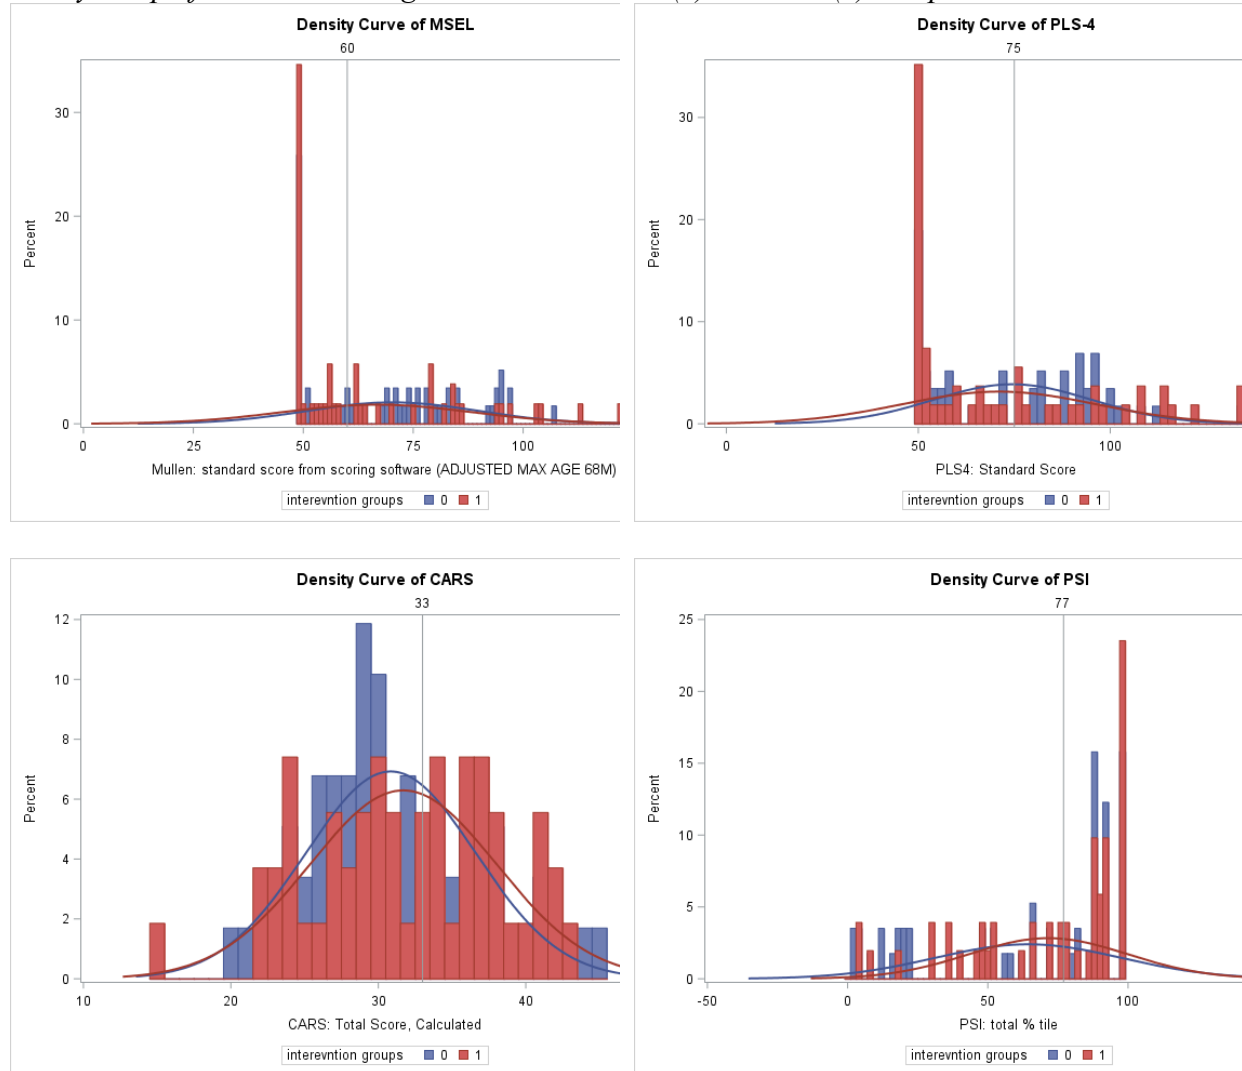 Density Curve of MSEL
60
30
20
10
0
Percent
0 25 50 75 100
Mullen: standard score from scoring software (ADJUSTED MAX AGE 68M)
interevntion groups 0 1
Density Curve of PLS-4
75
30
20
10
0
Percent
0 50 100
PLS4: Standard Score
interevntion groups 0 1
Density Curve of CARS
33
12
10
8
6
4
2
0
Percent
10 20 30 40
CARS: Total Score, Calculated
interevntion groups 0 1
Density Curve of PSI
77
25
20
15
10
5
0
Percent
-50 0 50 100
PSI: total % tile
interevntion groups 0 1